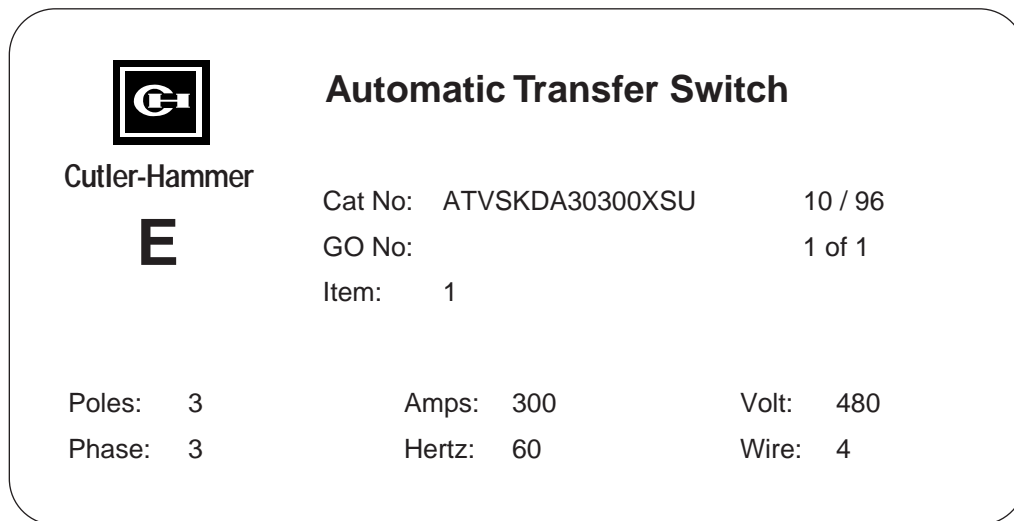 Automatic Transfer Switch
CH
Cutler-Hammer
E
Cat No: ATVSKDA30300XSU 10 / 96
GO No: 1 of 1
Item: 1
Poles: 3 Amps: 300 Volt: 480
Phase: 3 Hertz: 60 Wire: 4